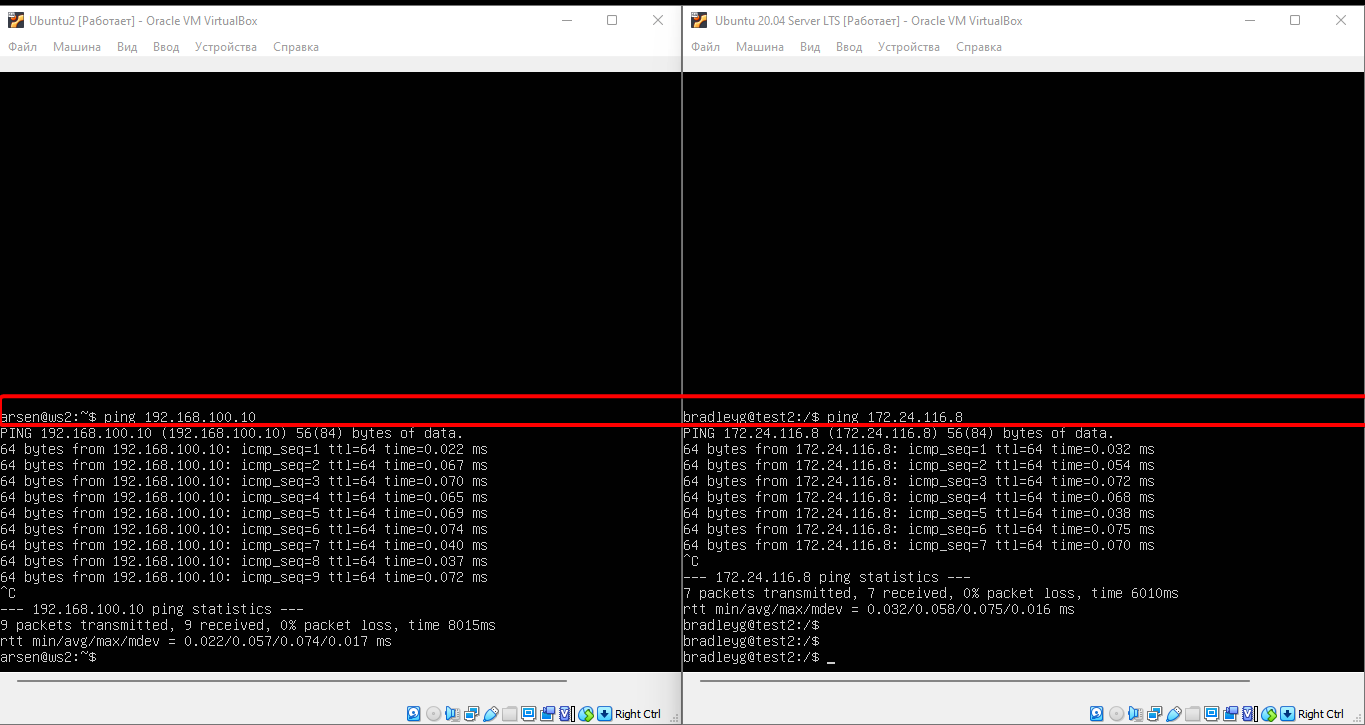 Ubuntu2 [Работает] - Oracle VM VirtualBox
Файл Машина Вид Ввод Устройства Справка
arsen@ws2:~$ ping 192.168.100.10
PING 192.168.100.10 (192.168.100.10) 56(84) bytes of data.
64 bytes from 192.168.100.10: icmp_seq=1 ttl=64 time=0.022 ms
64 bytes from 192.168.100.10: icmp_seq=2 ttl=64 time=0.067 ms
64 bytes from 192.168.100.10: icmp_seq=3 ttl=64 time=0.070 ms
64 bytes from 192.168.100.10: icmp_seq=4 ttl=64 time=0.065 ms
64 bytes from 192.168.100.10: icmp_seq=5 ttl=64 time=0.069 ms
64 bytes from 192.168.100.10: icmp_seq=6 ttl=64 time=0.074 ms
64 bytes from 192.168.100.10: icmp_seq=7 ttl=64 time=0.040 ms
64 bytes from 192.168.100.10: icmp_seq=8 ttl=64 time=0.037 ms
64 bytes from 192.168.100.10: icmp_seq=9 ttl=64 time=0.072 ms
^C
--- 192.168.100.10 ping statistics ---
9 packets transmitted, 9 received, 0% packet loss, time 8015ms
rtt min/avg/max/mdev = 0.022/0.057/0.074/0.017 ms
arsen@ws2:~$
Right Ctrl
Ubuntu 20.04 Server LTS [Работает] - Oracle VM VirtualBox
Файл Машина Вид Ввод Устройства Справка
bradleyg@test2:/$ ping 172.24.116.8
PING 172.24.116.8 (172.24.116.8) 56(84) bytes of data.
64 bytes from 172.24.116.8: icmp_seq=1 ttl=64 time=0.032 ms
64 bytes from 172.24.116.8: icmp_seq=2 ttl=64 time=0.054 ms
64 bytes from 172.24.116.8: icmp_seq=3 ttl=64 time=0.072 ms
64 bytes from 172.24.116.8: icmp_seq=4 ttl=64 time=0.068 ms
64 bytes from 172.24.116.8: icmp_seq=5 ttl=64 time=0.038 ms
64 bytes from 172.24.116.8: icmp_seq=6 ttl=64 time=0.075 ms
64 bytes from 172.24.116.8: icmp_seq=7 ttl=64 time=0.070 ms
^C
--- 172.24.116.8 ping statistics ---
7 packets transmitted, 7 received, 0% packet loss, time 6010ms
rtt min/avg/max/mdev = 0.032/0.058/0.075/0.016 ms
bradleyg@test2:/$
bradleyg@test2:/$
bradleyg@test2:/$ _
Right Ctrl